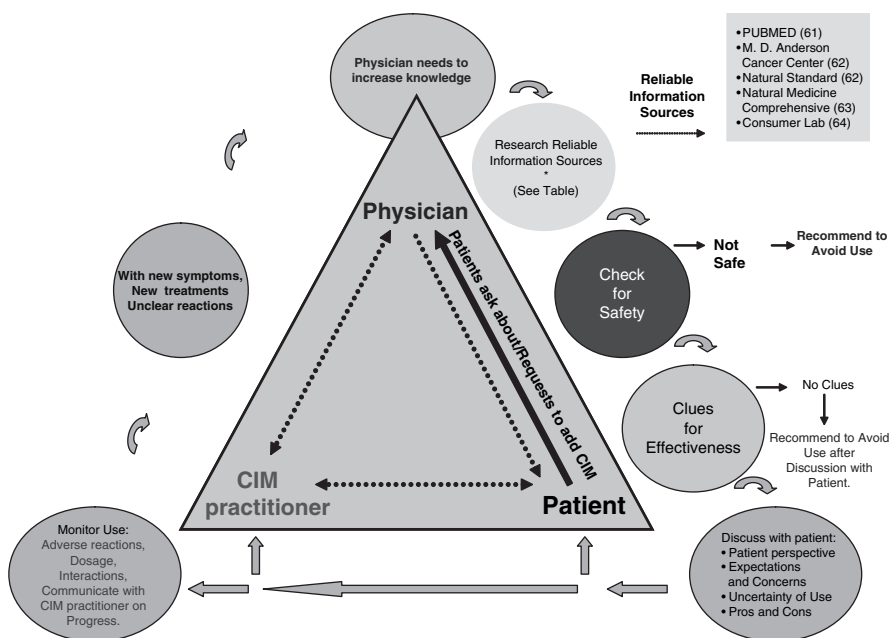 Physician needs to
increase knowledge
Research Reliable
Information Sources
*
(See Table)
Reliable
Information
Sources
•PUBMED (61)
•M. D. Anderson
Cancer Center (62)
•Natural Standard (62)
•Natural Medicine
Comprehensive (63)
•Consumer Lab (64)
Physician
Patients ask about/Requests to add CIM
CIM
practitioner
Patient
Check
for
Safety
Not
Safe
Recommend to
Avoid Use
Clues
for
Effectiveness
No Clues
Recommend to Avoid
Use after
Discussion with
Patient.
Discuss with patient:
• Patient perspective
• Expectations
and Concerns
• Uncertainty of Use
• Pros and Cons
Monitor Use:
Adverse reactions,
Dosage,
Interactions,
Communicate with
CIM practitioner on
Progress.
With new symptoms,
New treatments
Unclear reactions